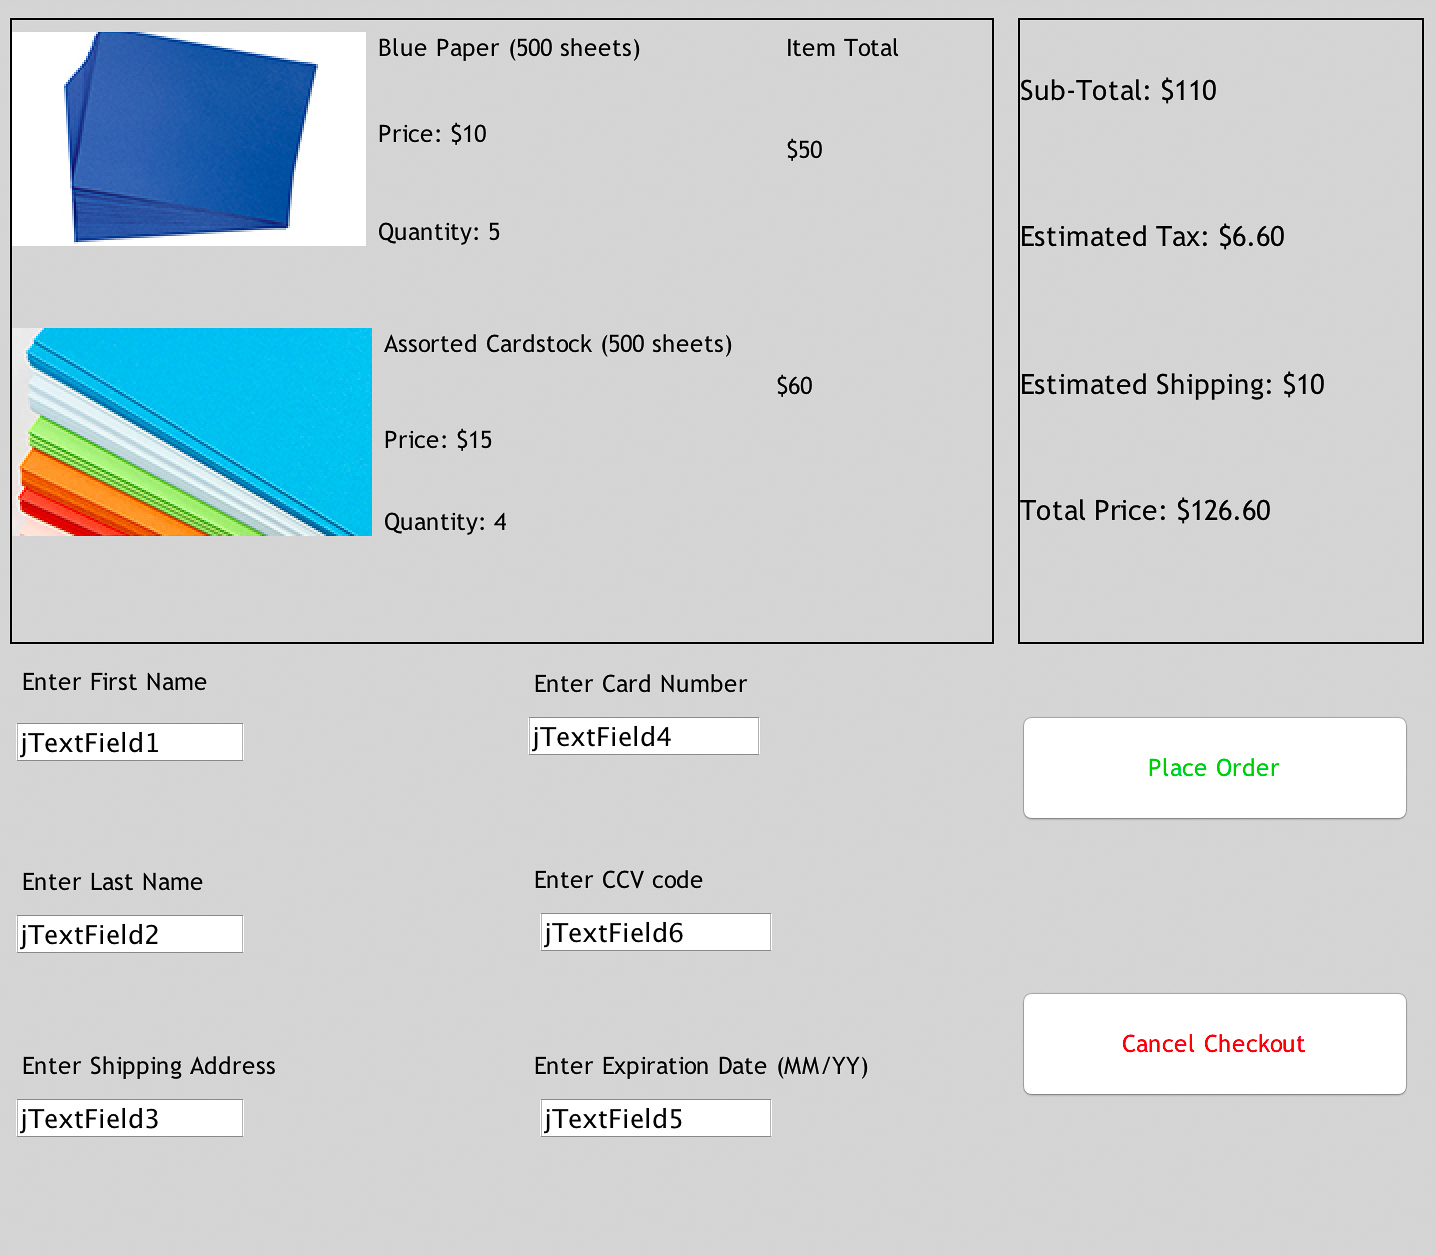 Blue Paper (500 sheets)
Item Total
Price: $10
$50
Quantity: 5
Assorted Cardstock (500 sheets)
$60
Price: $15
Quantity: 4
Sub-Total: $110
Estimated Tax: $6.60
Estimated Shipping: $10
Total Price: $126.60
Enter First Name
jTextField1
Enter Card Number
jTextField4
Place Order
Enter Last Name
jTextField2
Enter CCV code
jTextField6
Cancel Checkout
Enter Shipping Address
jTextField3
Enter Expiration Date (MM/YY)
jTextField5